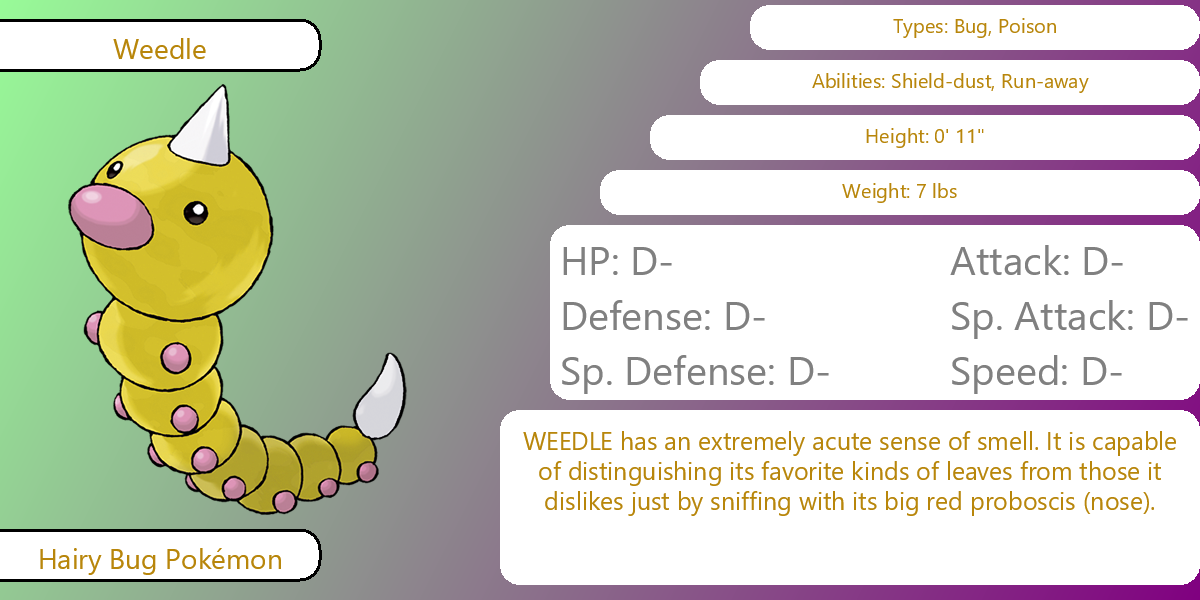 Weedle
Types: Bug, Poison
Abilities: Shield-dust, Run-away
Height: 0' 11"
Weight: 7 lbs
HP: D-
Attack: D-
Defense: D-
Sp. Attack: D-
Sp. Defense: D-
Speed: D-
WEEDLE has an extremely acute sense of smell. It is capable
of distinguishing its favorite kinds of leaves from those it
dislikes just by sniffing with its big red proboscis (nose).
Hairy Bug Pokémon